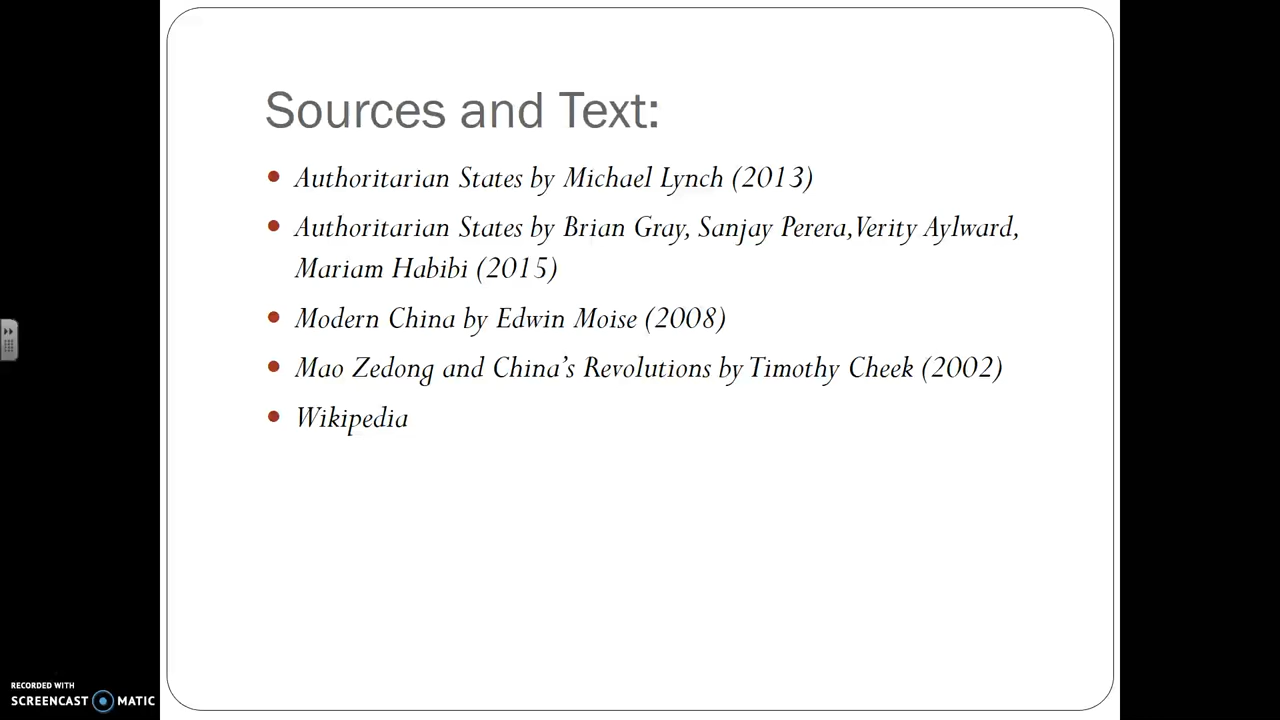 Sources and Text:
• Authoritarian States by Michael Lynch (2013)
• Authoritarian States by Brian Gray, Sanjay Perera,Verity Aylward,
Mariam Habibi (2015)
• Modern China by Edwin Moise (2008)
• Mao Zedong and China’s Revolutions by Timothy Cheek (2002)
• Wikipedia
RECORDED WITH
SCREENCAST MATIC